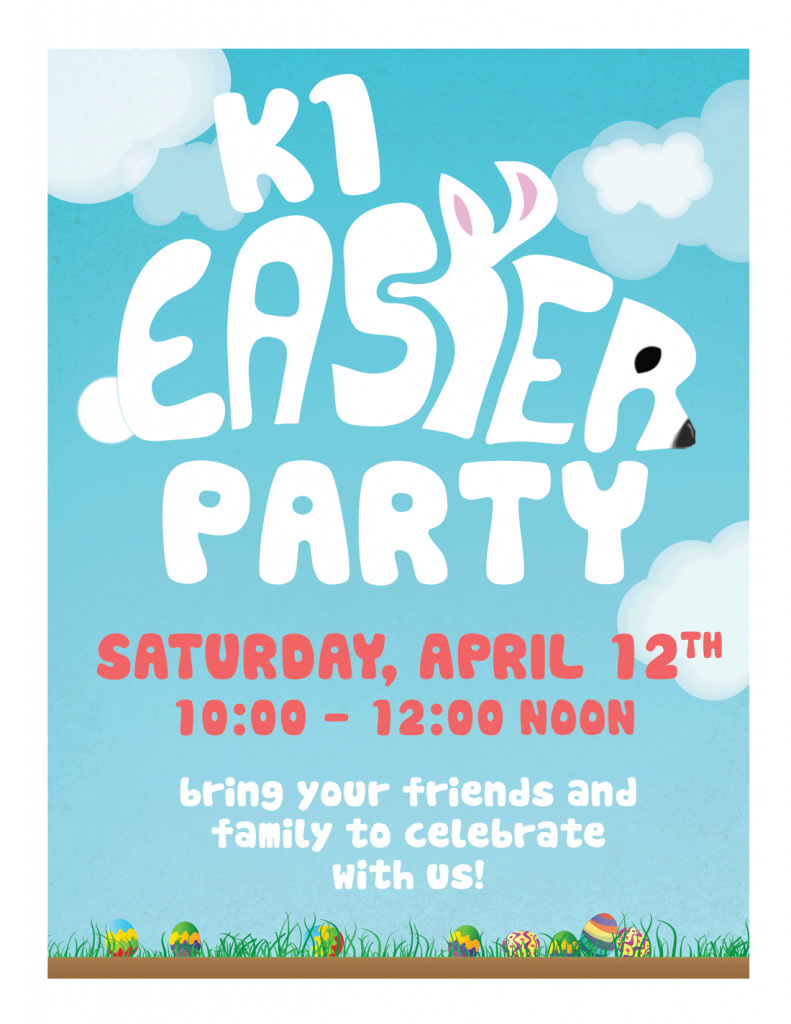 K1
EASTER
PARTY
SATURDAY, APRIL 12TH
10:00 - 12:00 NOON
bring your friends and
family to celebrate
with us!